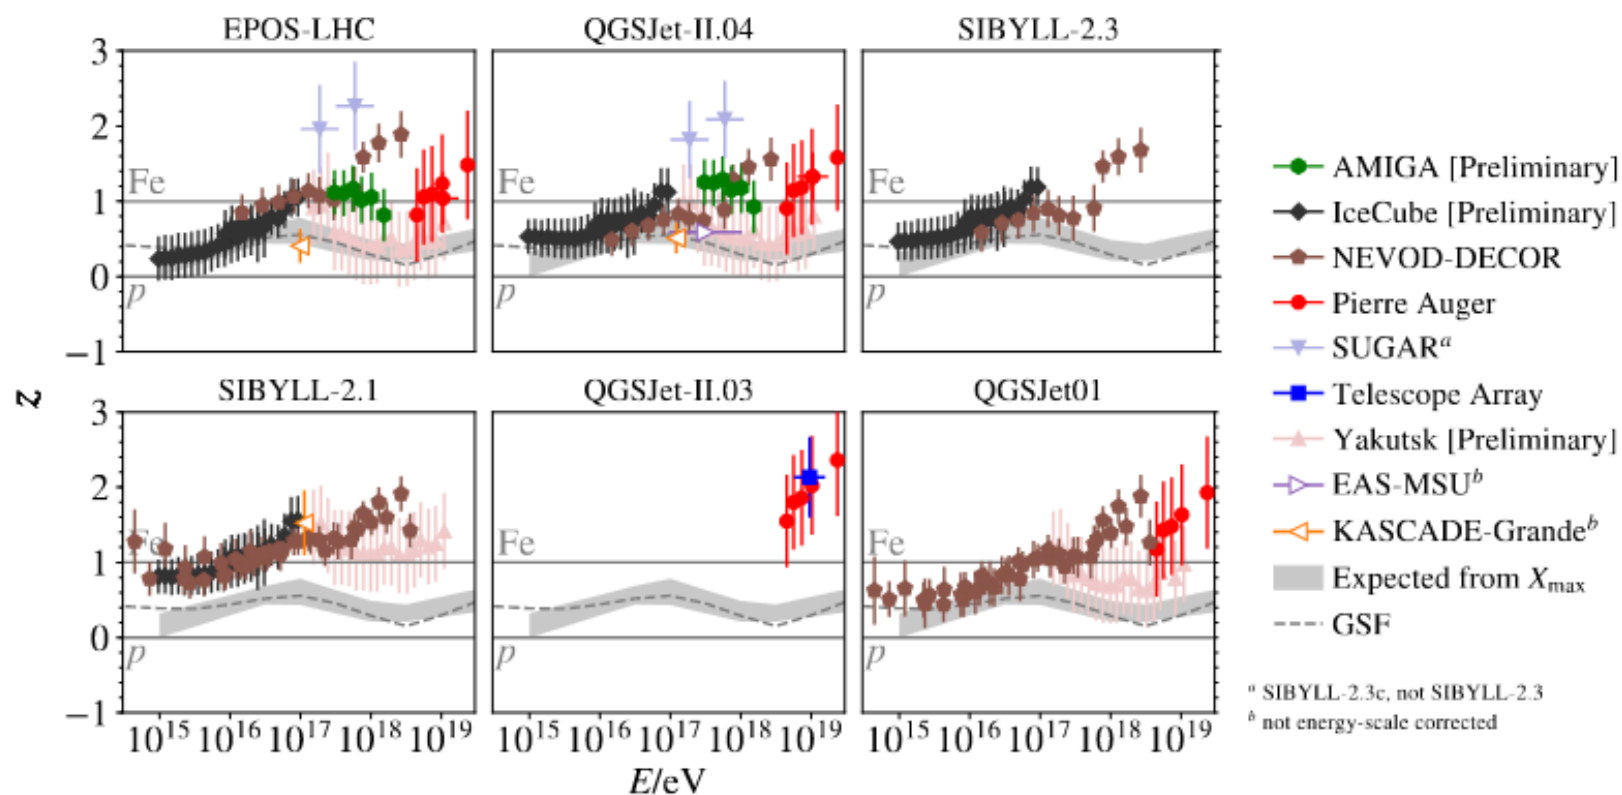 EPOS-LHC QGSJet-II.04 SIBYLL-2.3
3
2
1
0
−1
Fe Fe Fe
p p p
AMIGA [Preliminary]
IceCube [Preliminary]
NEVOD-DECOR
Pierre Auger
SUGARᵃ
Telescope Array
Yakutsk [Preliminary]
EAS-MSUᵇ
KASCADE-Grandeᵇ
Expected from Xmax
GSF
ᵃ SIBYLL-2.3c, not SIBYLL-2.3
ᵇ not energy-scale corrected
z
SIBYLL-2.1 QGSJet-II.03 QGSJet01
3
2
1
0
−1
Fe Fe Fe
p p p
10¹⁵ 10¹⁶ 10¹⁷ 10¹⁸ 10¹⁹ 10¹⁵ 10¹⁶ 10¹⁷ 10¹⁸ 10¹⁹ 10¹⁵ 10¹⁶ 10¹⁷ 10¹⁸ 10¹⁹
E/eV